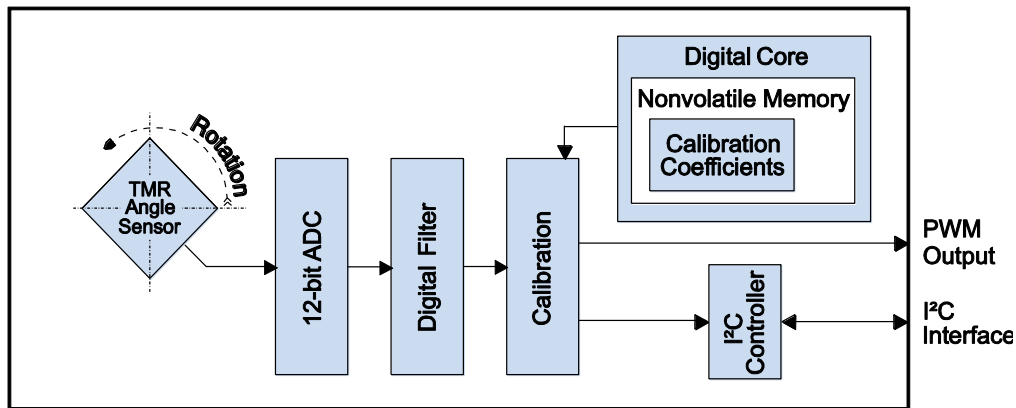 Digital Core
Nonvolatile Memory
Calibration
Coefficients
Rotation
TMR
Angle
Sensor
12-bit ADC
Digital Filter
Calibration
PWM
Output
I²C
Controller
I²C
Interface